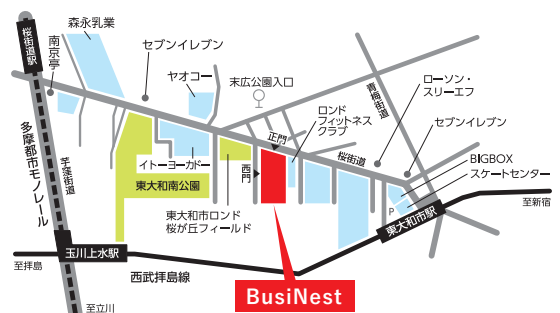 森永乳業
桜街道駅
南京亭
セブンイレブン
ヤオコー
末広公園入口
青梅街道
ローソン・
スリーエフ
ロンド
フィットネス
クラブ
セブンイレブン
正門
桜街道
BIGBOX
スケートセンター
イトーヨーカドー
西門
東大和南公園
芋窪街道
多摩都市モノレール
東大和市ロンド
桜が丘フィールド
P
東大和市駅
至新宿
玉川上水駅
至拝島
西武拝島線
BusiNest
至立川